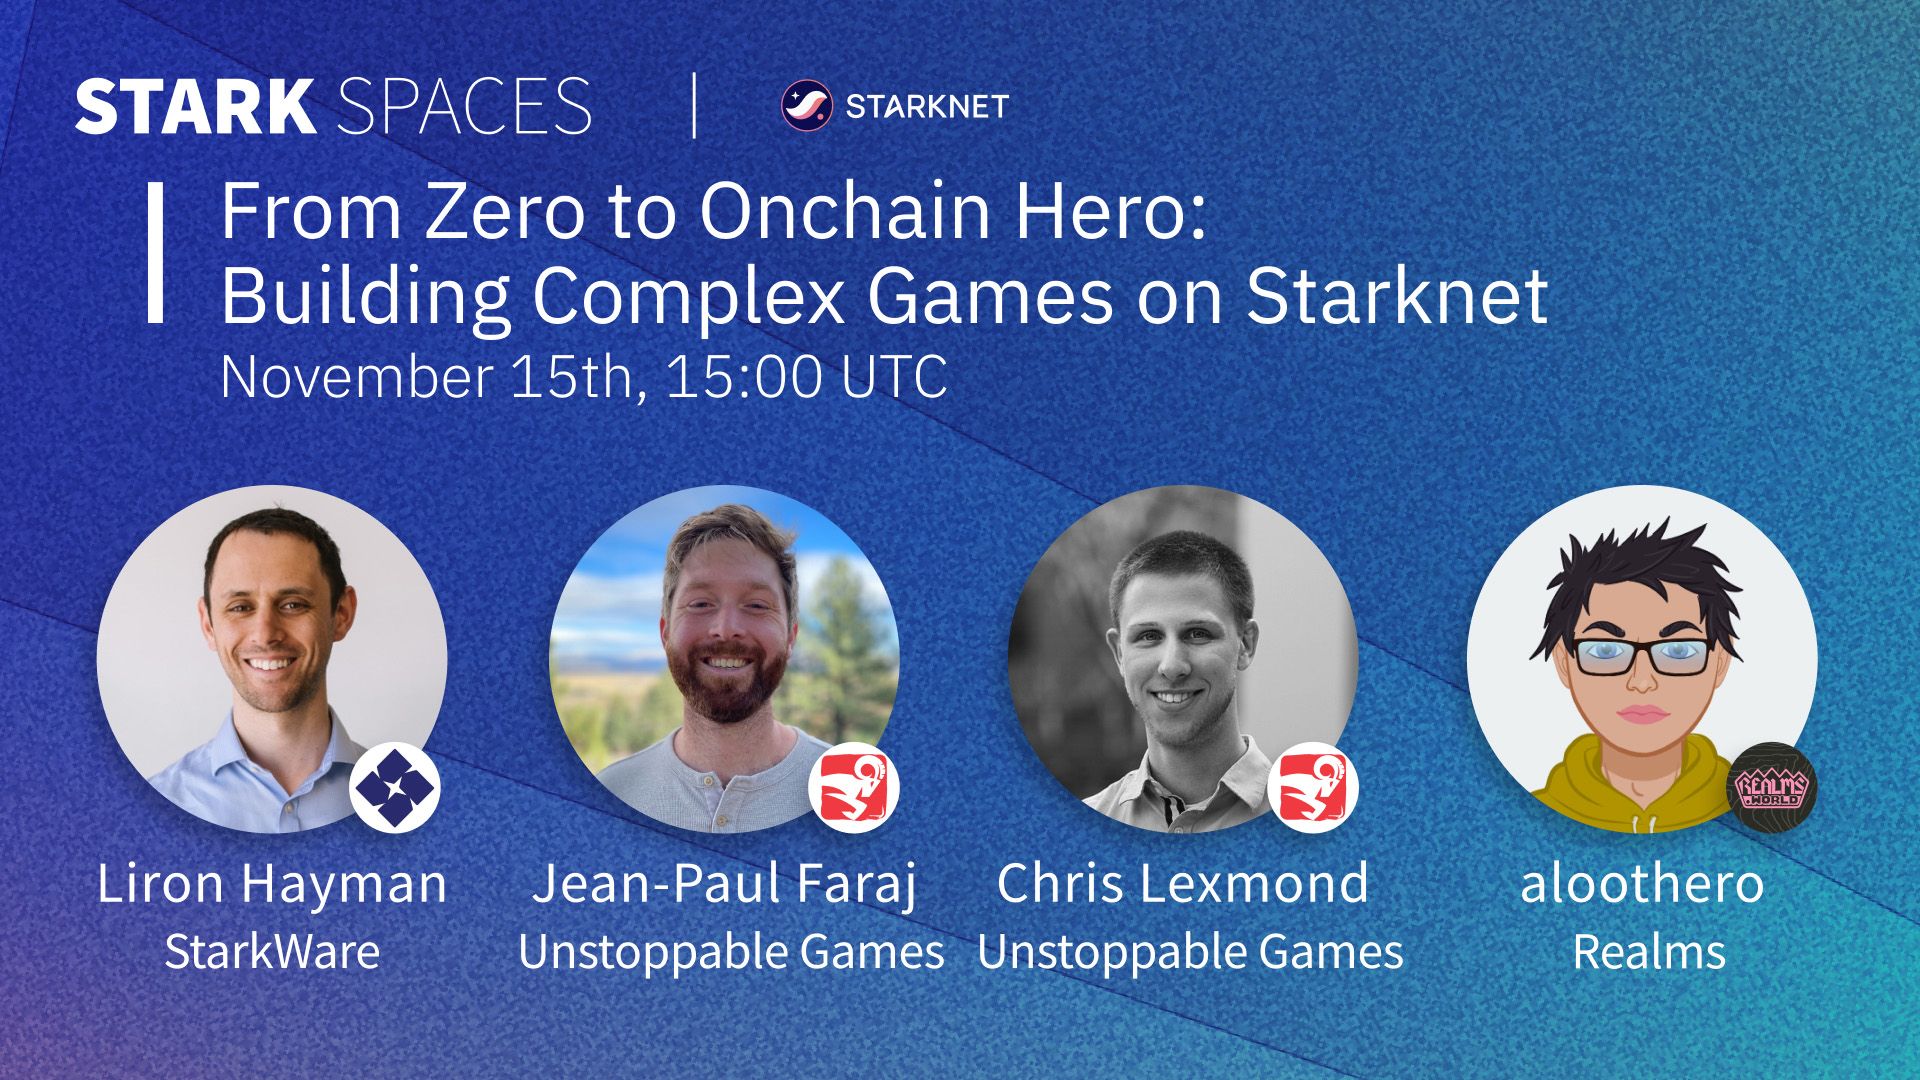 STARK SPACES | STARKNET
From Zero to Onchain Hero:
Building Complex Games on Starknet
November 15th, 15:00 UTC
REALMS
.WORLD
Liron Hayman
StarkWare
Jean-Paul Faraj
Unstoppable Games
Chris Lexmond
Unstoppable Games
aloothero
Realms